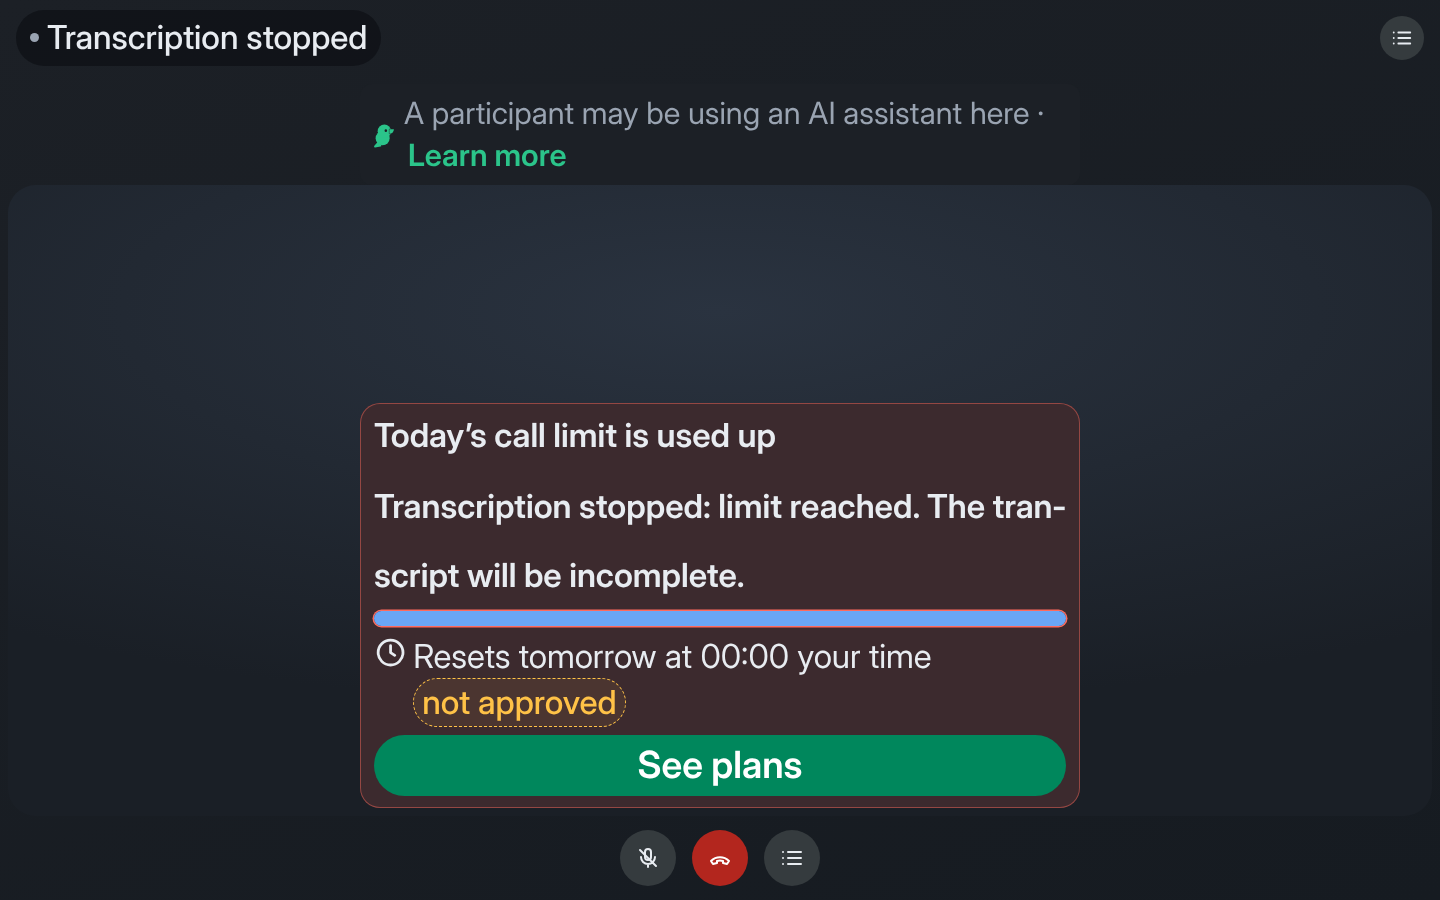 Transcription stopped
A participant may be using an AI assistant here ·
Learn more
Today’s call limit is used up
Transcription stopped: limit reached. The tran-
script will be incomplete.
Resets tomorrow at 00:00 your time
not approved
See plans